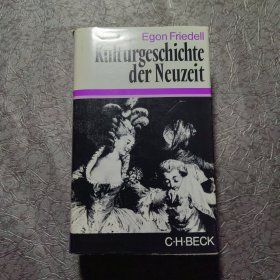 Egon Friedell
Kulturgeschichte
der Neuzeit
C·H·BECK